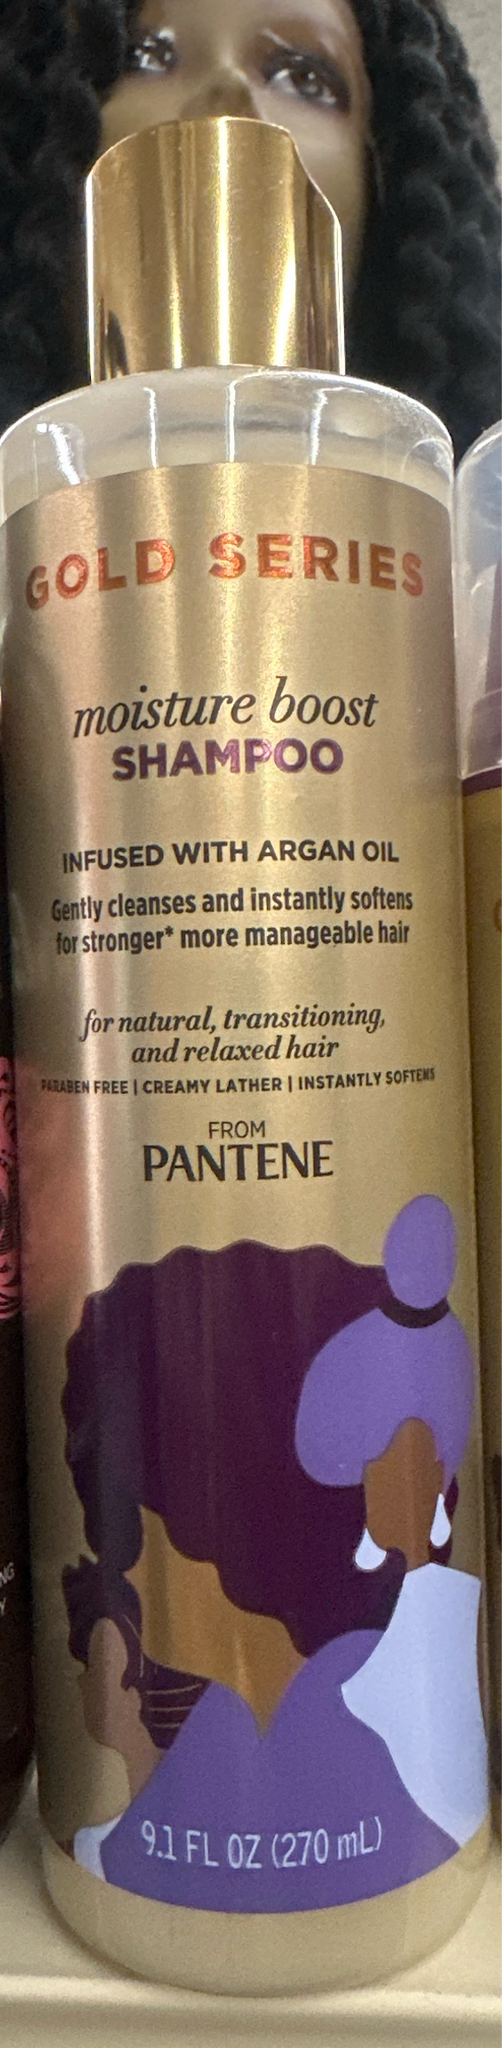 GOLD SERIES
moisture boost
SHAMPOO
INFUSED WITH ARGAN OIL
Gently cleanses and instantly softens
for stronger* more manageable hair
for natural, transitioning,
and relaxed hair
PARABEN FREE | CREAMY LATHER | INSTANTLY SOFTENS
FROM
PANTENE
9.1 FL OZ (270 mL)